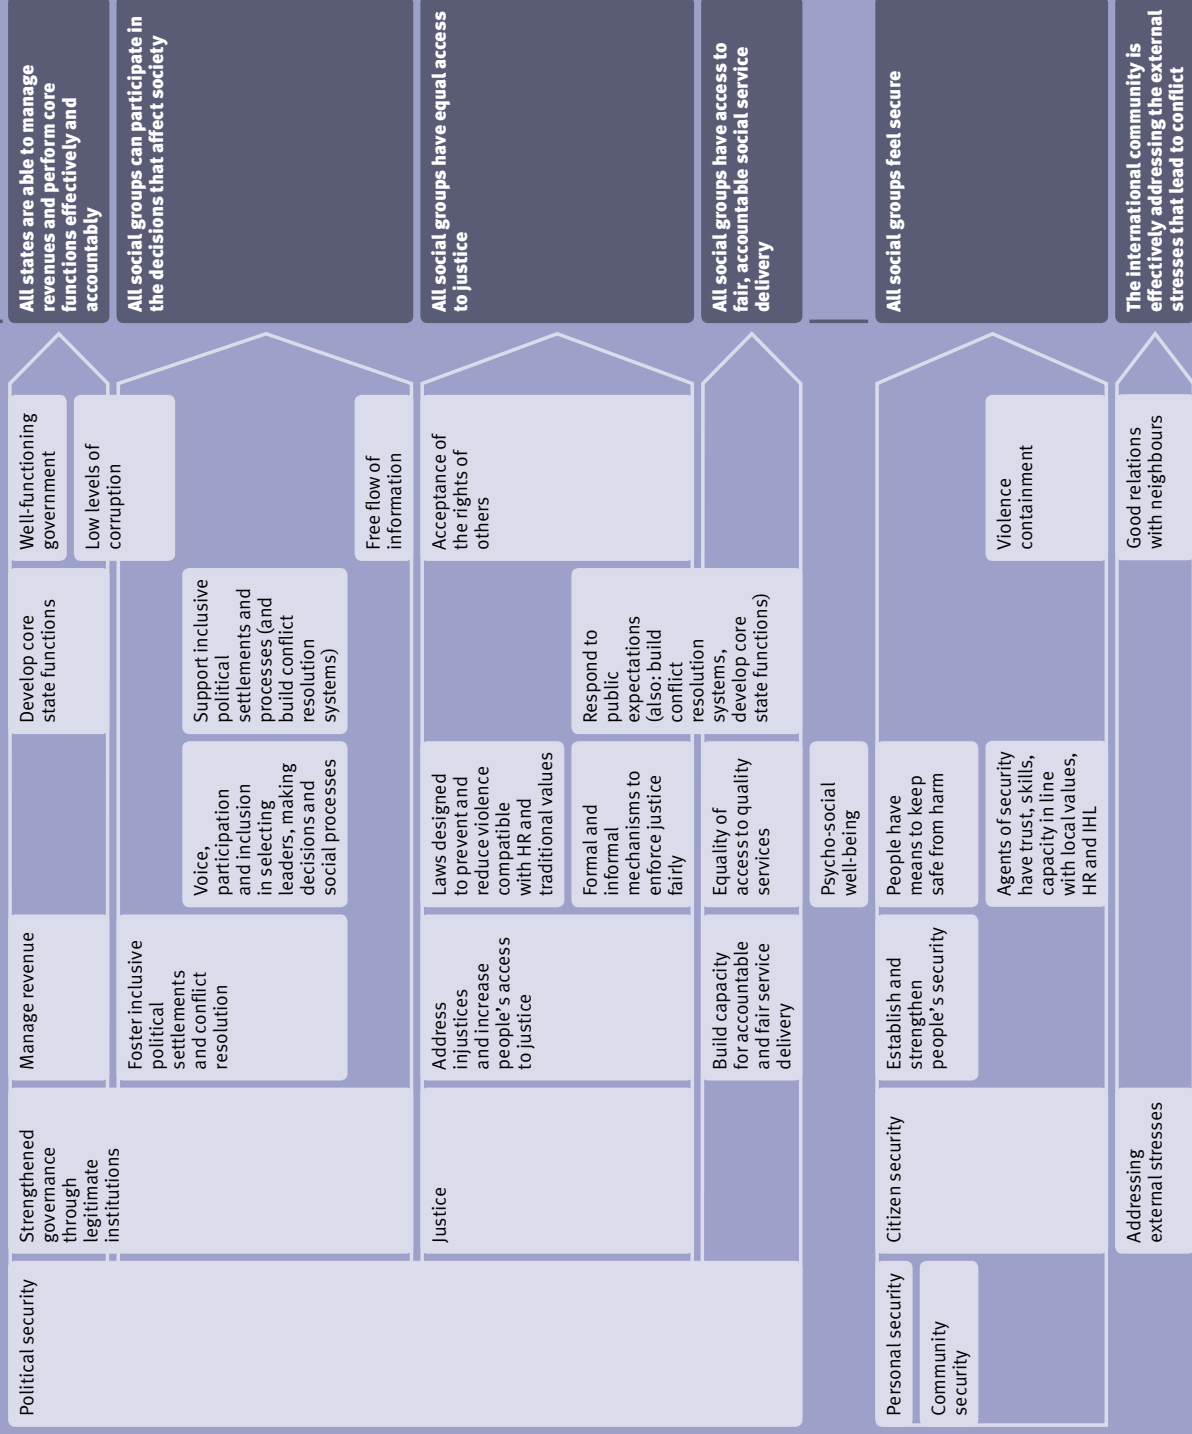 Political security
Strengthened
governance
through
legitimate
institutions
Manage revenue
Develop core
state functions
Well-functioning
government
Low levels of
corruption
All states are able to manage
revenues and perform core
functions effectively and
accountably
Foster inclusive
political
settlements
and conflict
resolution
Voice,
participation
and inclusion
in selecting
leaders, making
decisions and
social processes
Support inclusive
political
settlements and
processes (and
build conflict
resolution
systems)
Free flow of
information
All social groups can participate in
the decisions that affect society
Justice
Address
injustices
and increase
people’s access
to justice
Laws designed
to prevent and
reduce violence
compatible
with HR and
traditional values
Formal and
informal
mechanisms to
enforce justice
fairly
Respond to
public
expectations
(also: build
conflict
resolution
systems,
develop core
state functions)
Acceptance of
the rights of
others
All social groups have equal access
to justice
Build capacity
for accountable
and fair service
delivery
Equality of
access to quality
services
All social groups have access to
fair, accountable social service
delivery
Psycho-social
well-being
Personal security
Community
security
Citizen security
Establish and
strengthen
people’s security
People have
means to keep
safe from harm
Agents of security
have trust, skills,
capacity in line
with local values,
HR and IHL
Violence
containment
All social groups feel secure
Addressing
external stresses
Good relations
with neighbours
The international community is
effectively addressing the external
stresses that lead to conflict